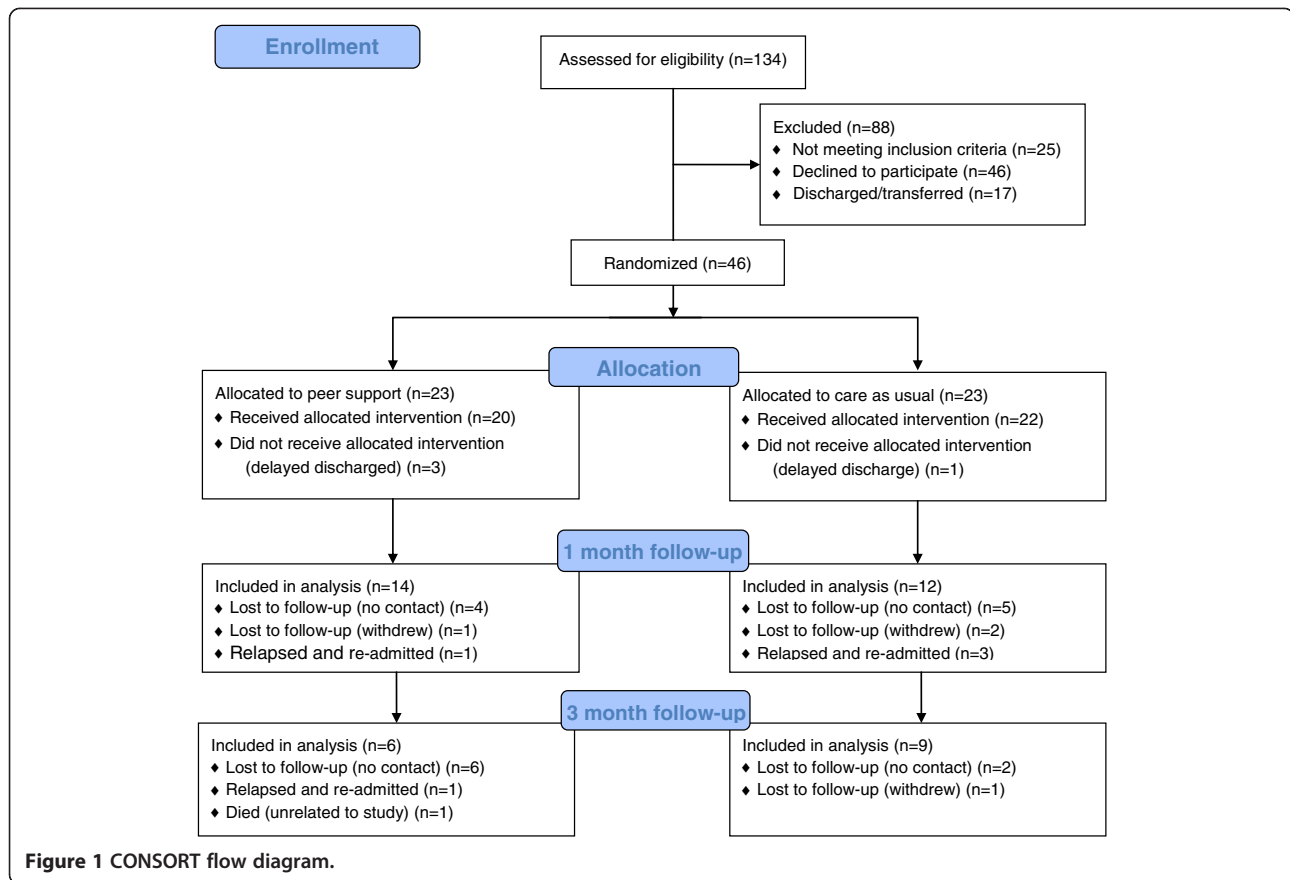 Enrollment
Assessed for eligibility (n=134)
Excluded (n=88)
♦ Not meeting inclusion criteria (n=25)
♦ Declined to participate (n=46)
♦ Discharged/transferred (n=17)
Randomized (n=46)
Allocation
Allocated to peer support (n=23)
♦ Received allocated intervention (n=20)
♦ Did not receive allocated intervention
(delayed discharged) (n=3)
Allocated to care as usual (n=23)
♦ Received allocated intervention (n=22)
♦ Did not receive allocated intervention
(delayed discharge) (n=1)
1 month follow-up
Included in analysis (n=14)
♦ Lost to follow-up (no contact) (n=4)
♦ Lost to follow-up (withdrew) (n=1)
♦ Relapsed and re-admitted (n=1)
Included in analysis (n=12)
♦ Lost to follow-up (no contact) (n=5)
♦ Lost to follow-up (withdrew) (n=2)
♦ Relapsed and re-admitted (n=3)
3 month follow-up
Included in analysis (n=6)
♦ Lost to follow-up (no contact) (n=6)
♦ Relapsed and re-admitted (n=1)
♦ Died (unrelated to study) (n=1)
Included in analysis (n=9)
♦ Lost to follow-up (no contact) (n=2)
♦ Lost to follow-up (withdrew) (n=1)
Figure 1 CONSORT flow diagram.